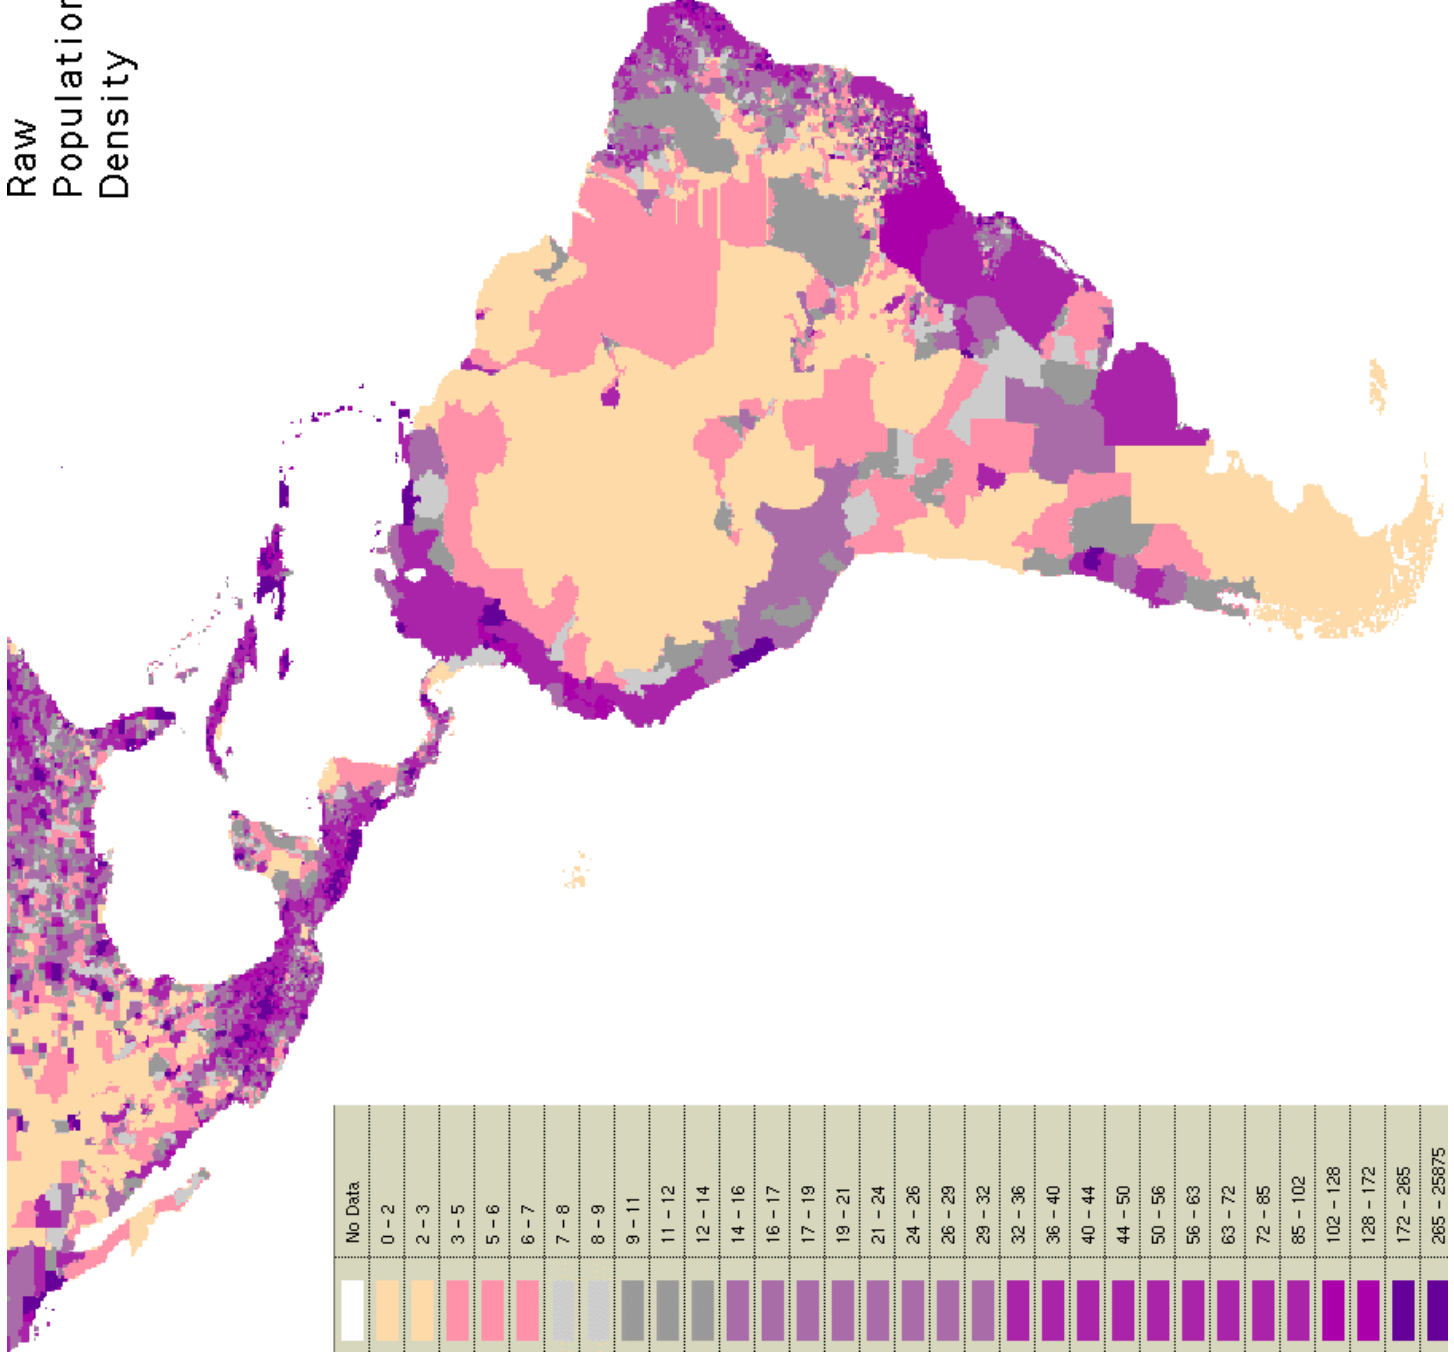 Raw
Population
Density
No Data
0 - 2
2 - 3
3 - 5
5 - 6
6 - 7
7 - 8
8 - 9
9 - 11
11 - 12
12 - 14
14 - 16
16 - 17
17 - 19
19 - 21
21 - 24
24 - 26
26 - 29
29 - 32
32 - 36
36 - 40
40 - 44
44 - 50
50 - 56
56 - 63
63 - 72
72 - 85
85 - 102
102 - 128
128 - 172
172 - 265
265 - 25875